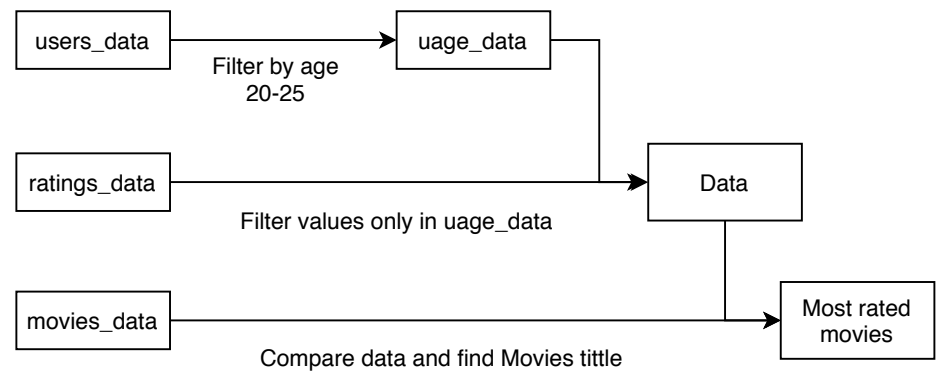 users_data
uage_data
Filter by age
20-25
ratings_data
Data
Filter values only in uage_data
movies_data
Most rated
movies
Compare data and find Movies tittle